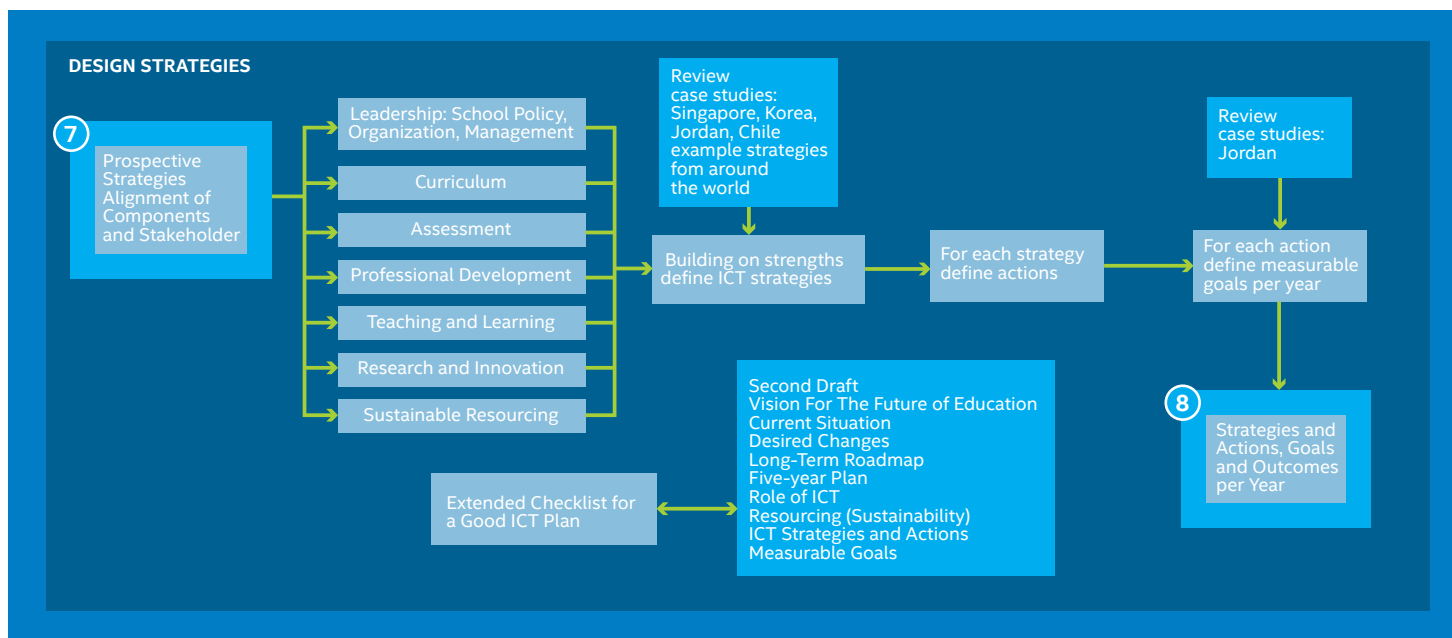 DESIGN STRATEGIES
7
Prospective
Strategies
Alignment of
Components
and Stakeholder
Leadership: School Policy,
Organization, Management
Curriculum
Assessment
Professional Development
Teaching and Learning
Research and Innovation
Sustainable Resourcing
Review
case studies:
Singapore, Korea,
Jordan, Chile
example strategies
fom around
the world
Building on strengths
define ICT strategies
For each strategy
define actions
Review
case studies:
Jordan
For each action
define measurable
goals per year
Extended Checklist for
a Good ICT Plan
Second Draft
Vision For The Future of Education
Current Situation
Desired Changes
Long-Term Roadmap
Five-year Plan
Role of ICT
Resourcing (Sustainability)
ICT Strategies and Actions
Measurable Goals
8
Strategies and
Actions, Goals
and Outcomes
per Year